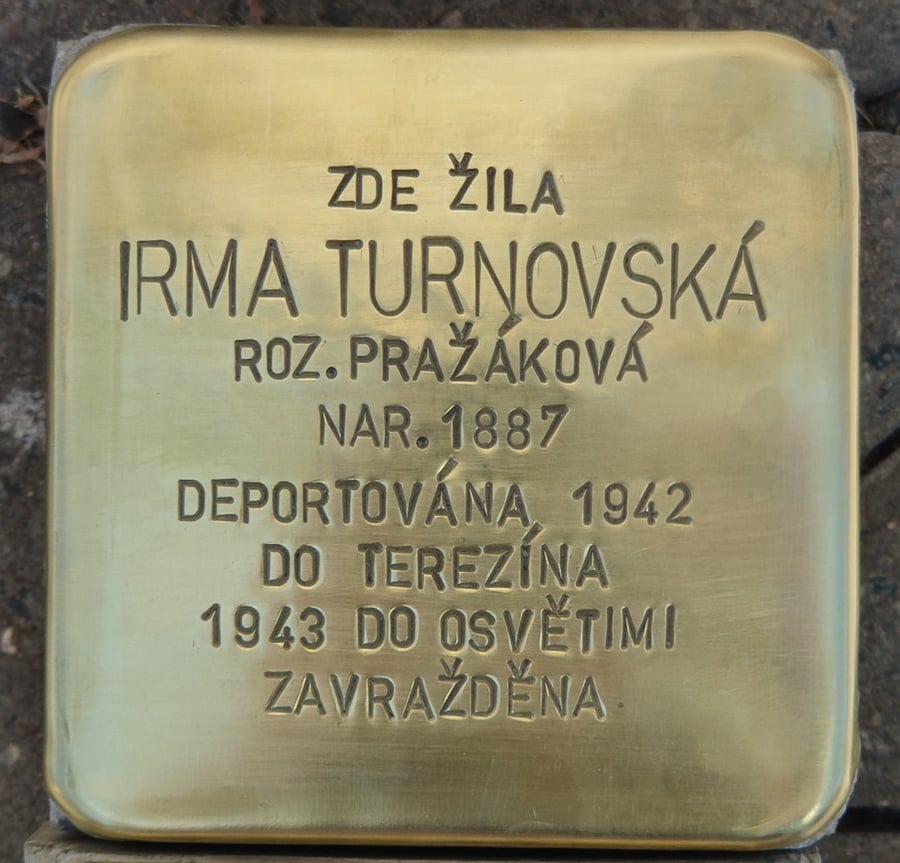 ZDE ŽILA
IRMA TURNOVSKÁ
ROZ. PRAŽÁKOVÁ
NAR. 1887
DEPORTOVÁNA 1942
DO TEREZÍNA
1943 DO OSVĚTIMI
ZAVRAŽDĚNA